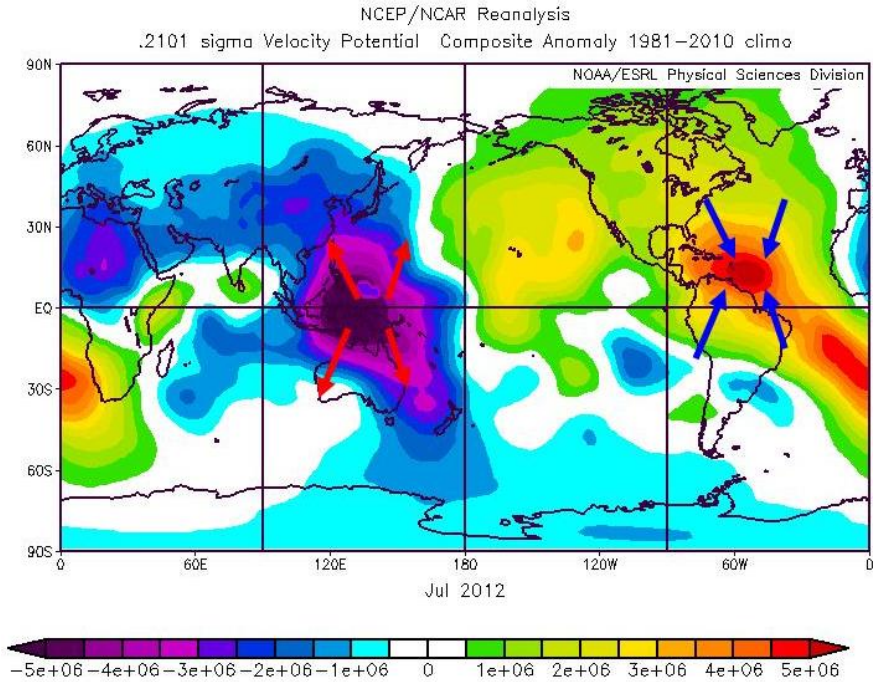 NCEP/NCAR Reanalysis
.2101 sigma Velocity Potential Composite Anomaly 1981-2010 climo
NOAA/ESRL Physical Sciences Division
90N
60N
30N
EQ
30S
60S
90S
0 60E 120E 180 120W 60W 0
Jul 2012
-5e+06 -4e+06 -3e+06 -2e+06 -1e+06 0 1e+06 2e+06 3e+06 4e+06 5e+06